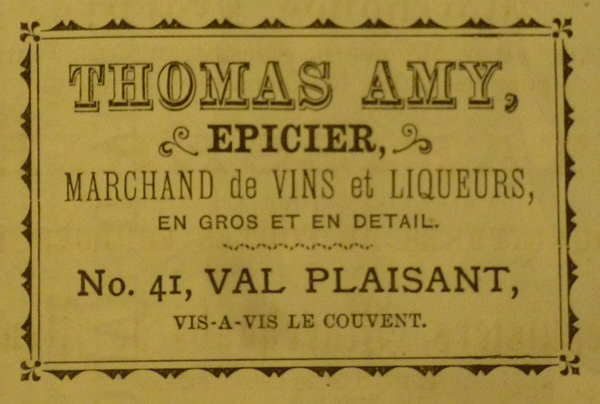 THOMAS AMY,
EPICIER,
MARCHAND de VINS et LIQUEURS,
EN GROS ET EN DETAIL.
No. 41, VAL PLAISANT,
VIS-A-VIS LE COUVENT.